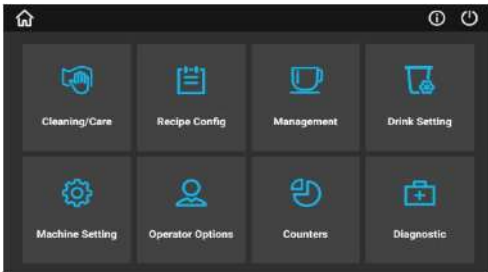 Cleaning/Care
Recipe Config
Management
Drink Setting
Machine Setting
Operator Options
Counters
Diagnostic